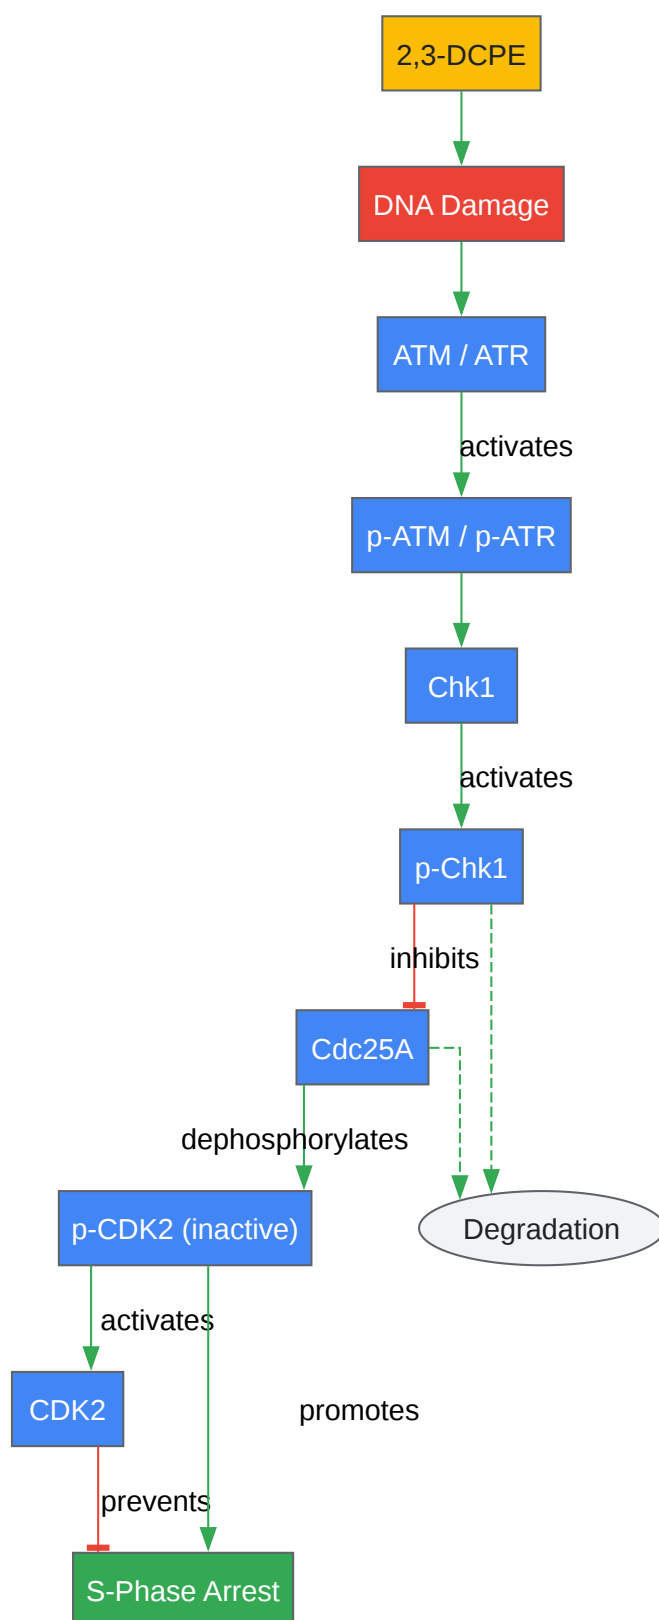 2,3-DCPE
DNA Damage
ATM / ATR
activates
p-ATM / p-ATR
Chk1
activates
p-Chk1
inhibits
Cdc25A
dephosphorylates
p-CDK2 (inactive)
Degradation
activates
CDK2
promotes
prevents
S-Phase Arrest